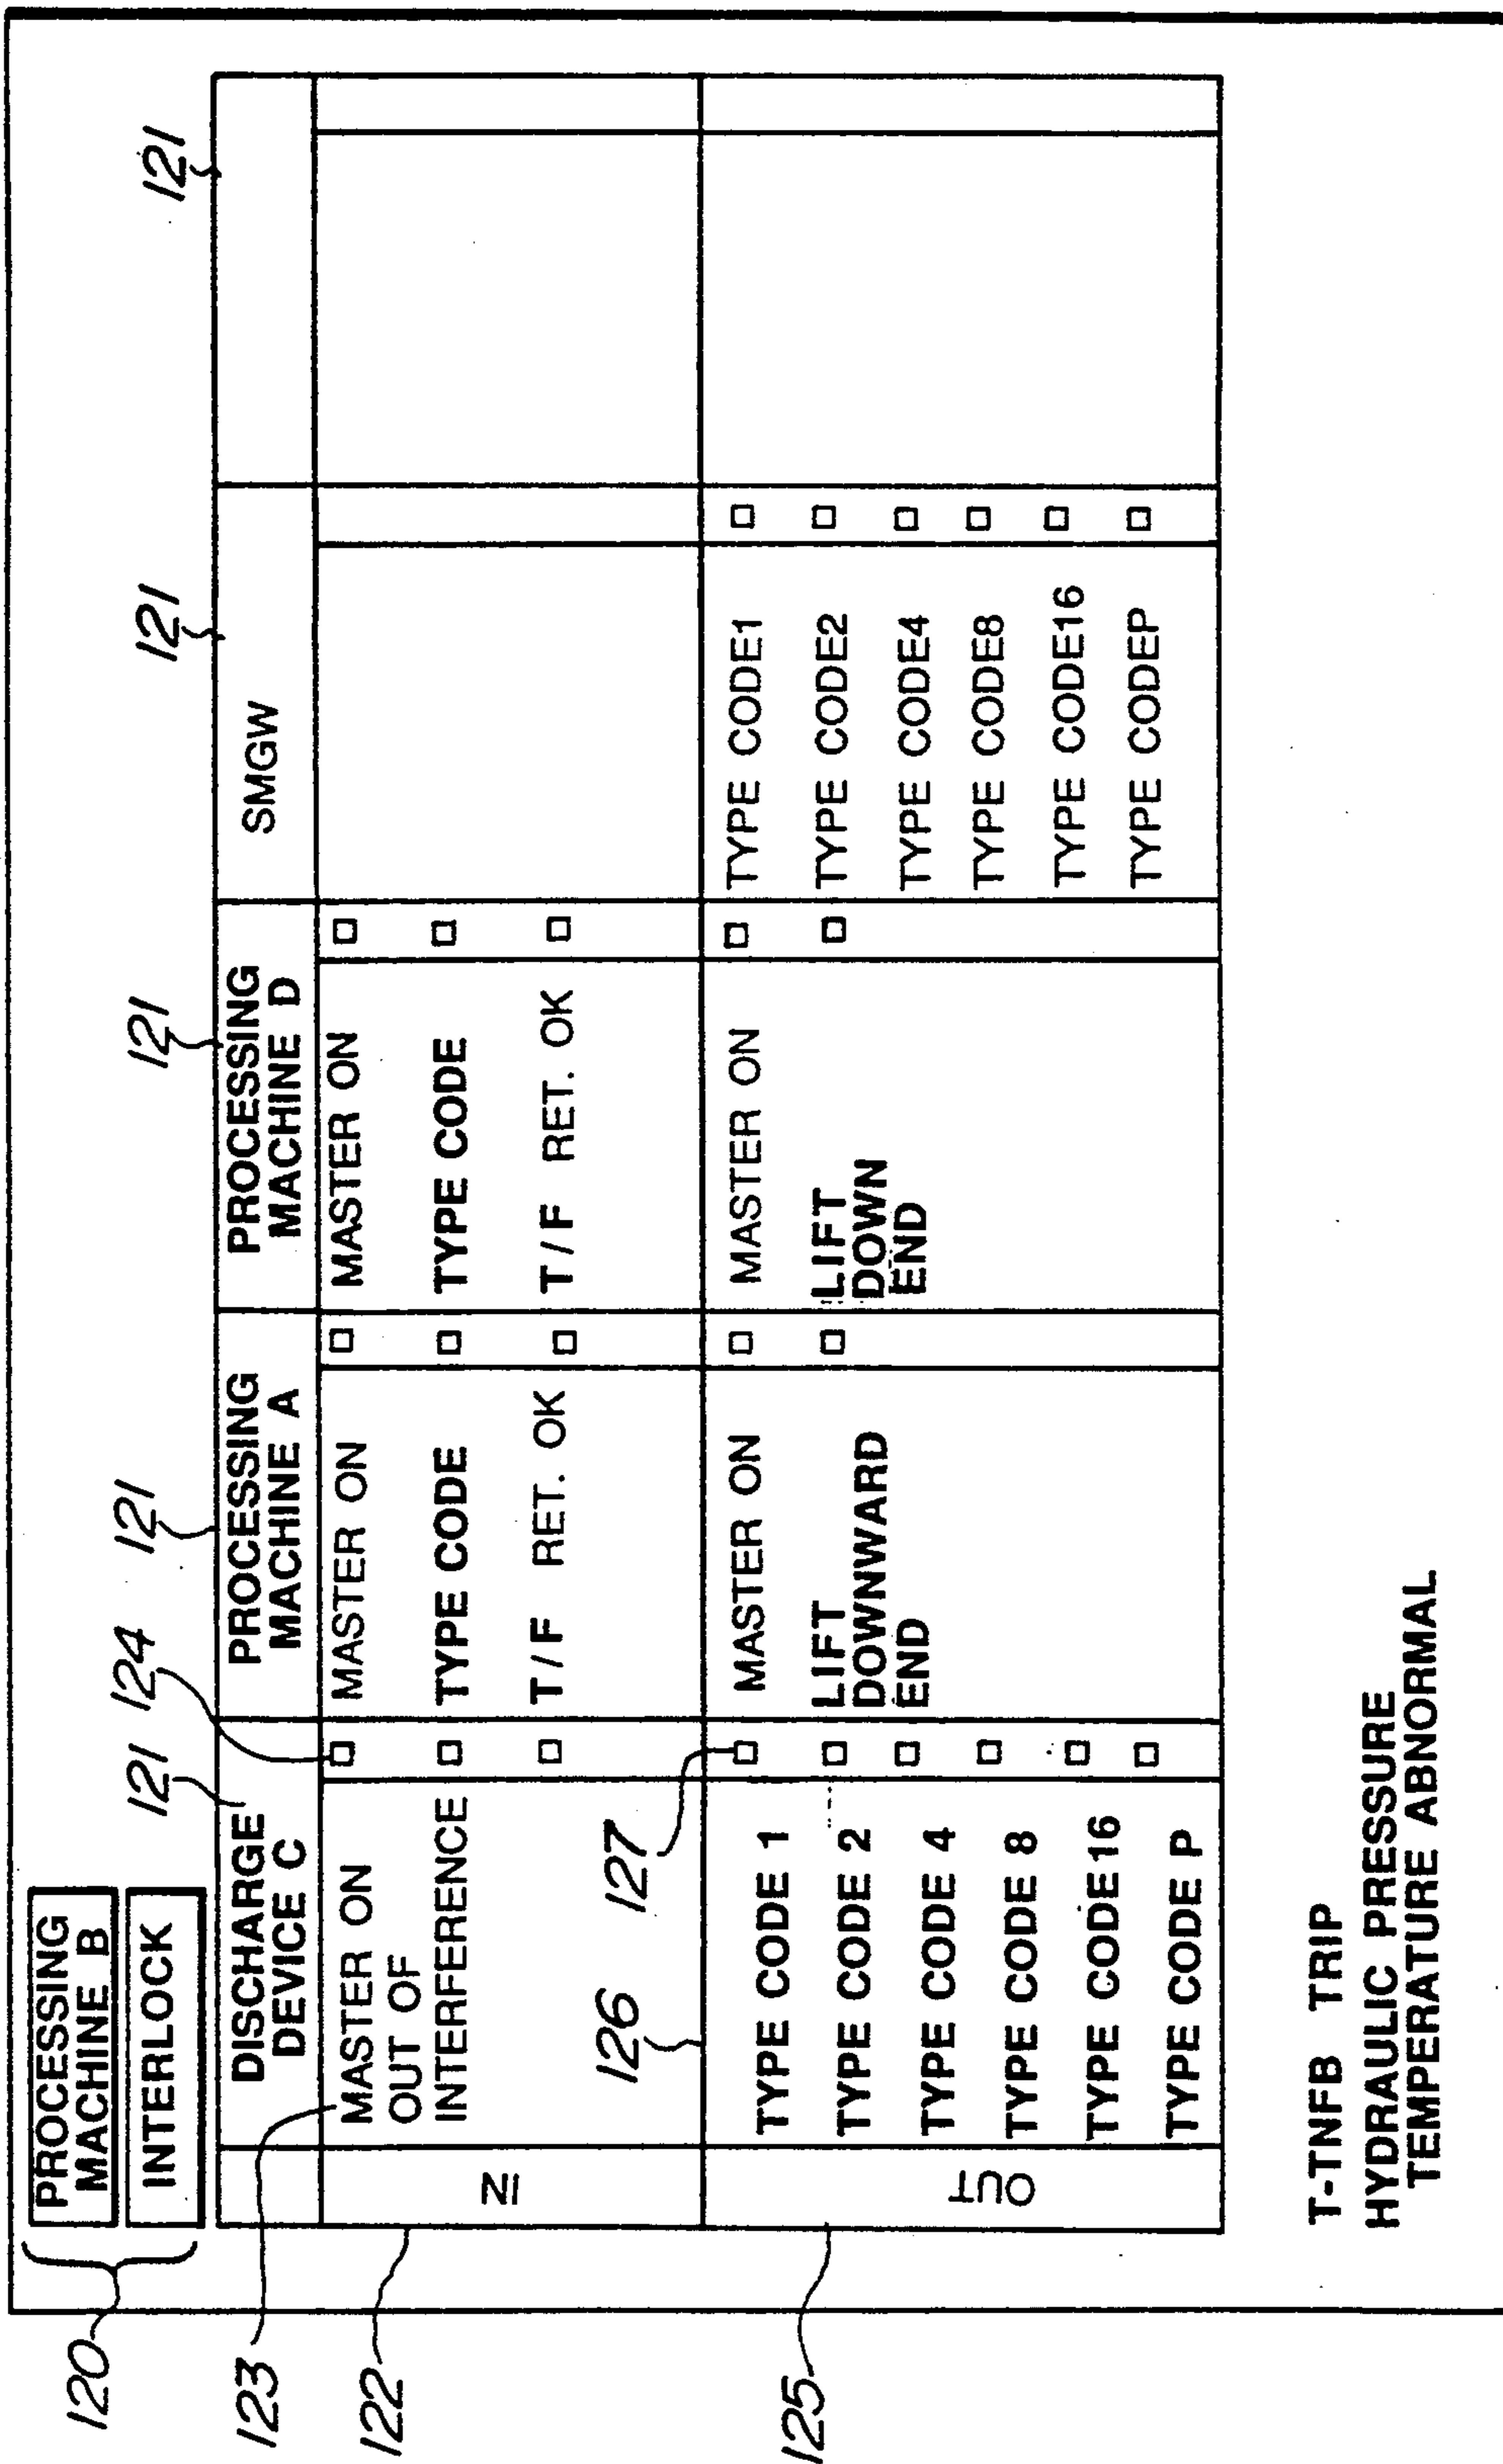 120
PROCESSING
MACHINE B
INTERLOCK
121
124
121
121
121
121
DISCHARGE
DEVICE C
PROCESSING
MACHINE A
PROCESSING
MACHINE D
SMGW
123
122
IN
MASTER ON
OUT OF
INTERFERENCE
MASTER ON
TYPE CODE
T/F RET. OK
MASTER ON
TYPE CODE
T/F RET. OK
126
127
125
OUT
TYPE CODE 1
TYPE CODE 2
TYPE CODE 4
TYPE CODE 8
TYPE CODE16
TYPE CODE P
MASTER ON
LIFT
DOWNWARD
END
MASTER ON
LIFT
DOWN
END
TYPE CODE1
TYPE CODE2
TYPE CODE4
TYPE CODE8
TYPE CODE16
TYPE CODEP
T-TNFB TRIP
HYDRAULIC PRESSURE
TEMPERATURE ABNORMAL